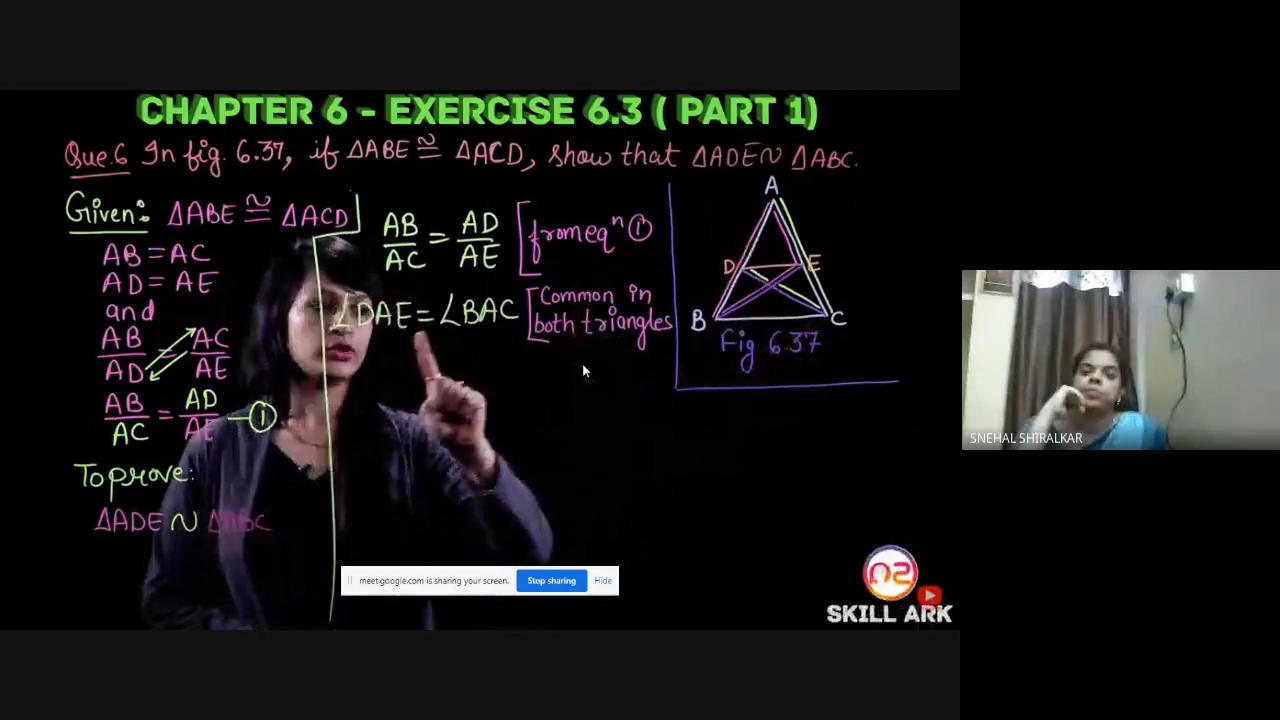 CHAPTER 6 - EXERCISE 6.3 ( PART 1)
Que.6 In fig. 6.37, if ΔABE ≅ ΔACD, show that ΔADE ~ ΔABC.
Given: ΔABE ≅ ΔACD
AB = AC
AD = AE
and
AB/AD = AC/AE
AB/AC = AD/AE —①
To prove:
ΔADE ~ ΔABC
AB/AC = AD/AE [from eqⁿ ①
∠DAE = ∠BAC [Common in
both triangles
A
D E
B C
Fig 6.37
meet.google.com is sharing your screen. Stop sharing Hide
SKILL ARK
SNEHAL SHIRALKAR